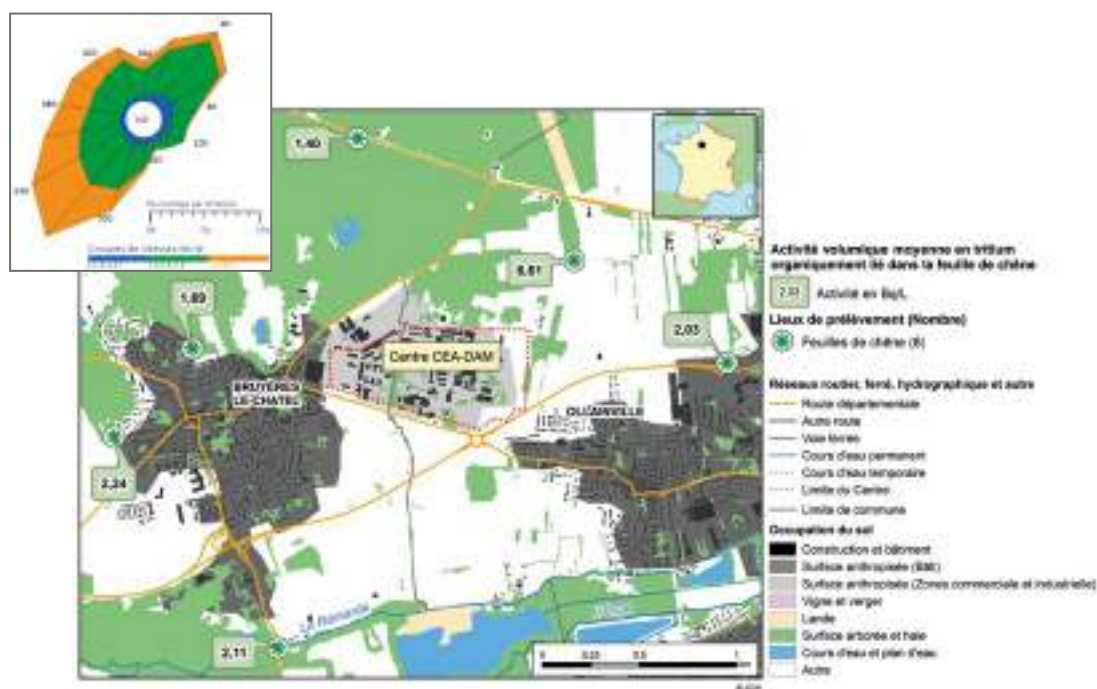 1,40
6,61
1,69
2,03
Centre CEA-DAM
BRUYÈRES
LE-CHATEL
OLLAINVILLE
2,24
2,11
La Rémarde
0
0,25
0,5
1
Activité volumique moyenne en tritium
organiquement lié dans la feuille de chêne
Activité en Bq/L
Lieux de prélèvement (Nombre)
Feuilles de chêne (6)
Réseaux routier, ferré, hydrographique et autre
Route départementale
Autre route
Voie ferrée
Cours d'eau permanent
Cours d'eau temporaire
Limite du Centre
Limite de commune
Occupation du sol
Construction et bâtiment
Surface anthropisée (Bâti)
Surface anthropisée (Zones commerciale et industrielle)
Vigne et verger
Lande
Surface arborée et haie
Cours d'eau et plan d'eau
Autre